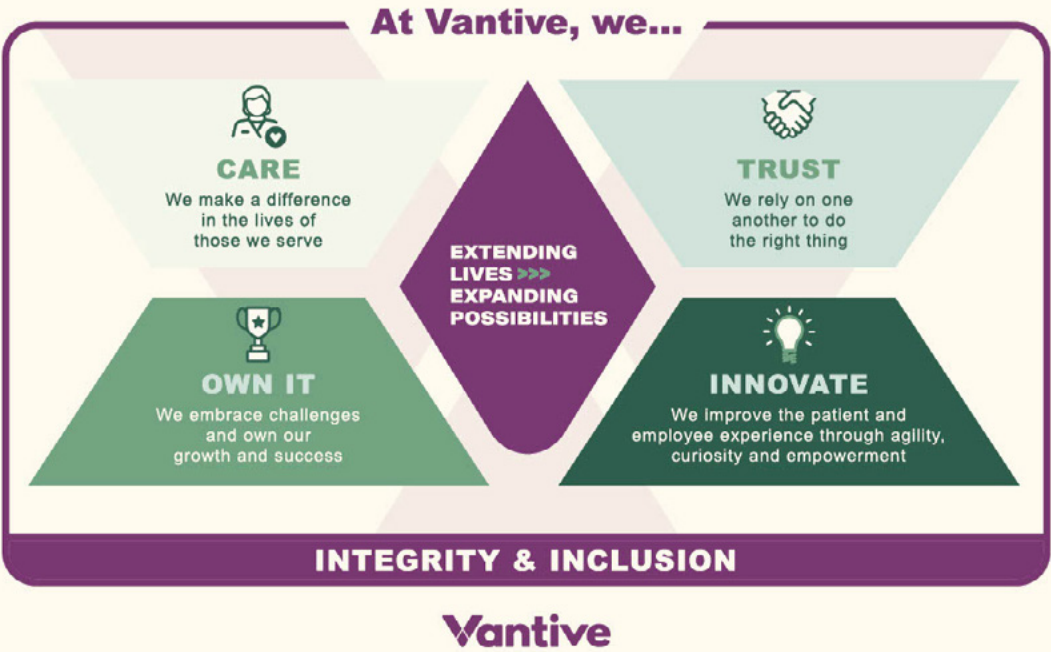 At Vantive, we...
CARE
We make a difference
in the lives of
those we serve
TRUST
We rely on one
another to do
the right thing
EXTENDING
LIVES >>>
EXPANDING
POSSIBILITIES
OWN IT
We embrace challenges
and own our
growth and success
INNOVATE
We improve the patient and
employee experience through agility,
curiosity and empowerment
INTEGRITY & INCLUSION
Vantive